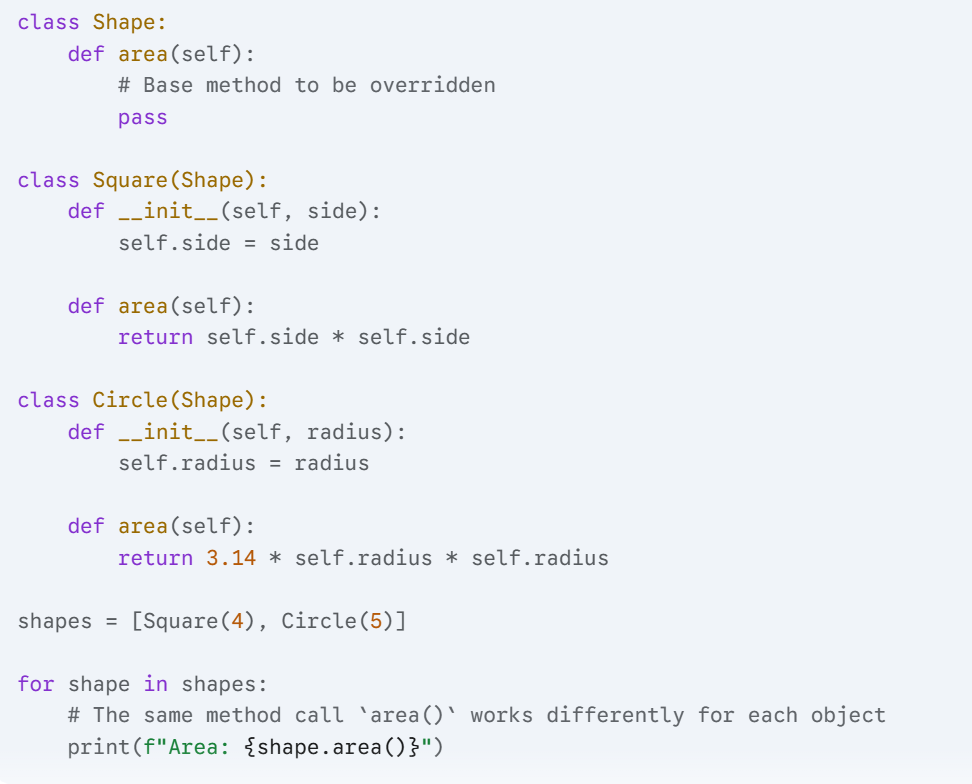 class Shape:
    def area(self):
        # Base method to be overridden
        pass

class Square(Shape):
    def __init__(self, side):
        self.side = side

    def area(self):
        return self.side * self.side

class Circle(Shape):
    def __init__(self, radius):
        self.radius = radius

    def area(self):
        return 3.14 * self.radius * self.radius

shapes = [Square(4), Circle(5)]

for shape in shapes:
    # The same method call `area()` works differently for each object
    print(f"Area: {shape.area()}")